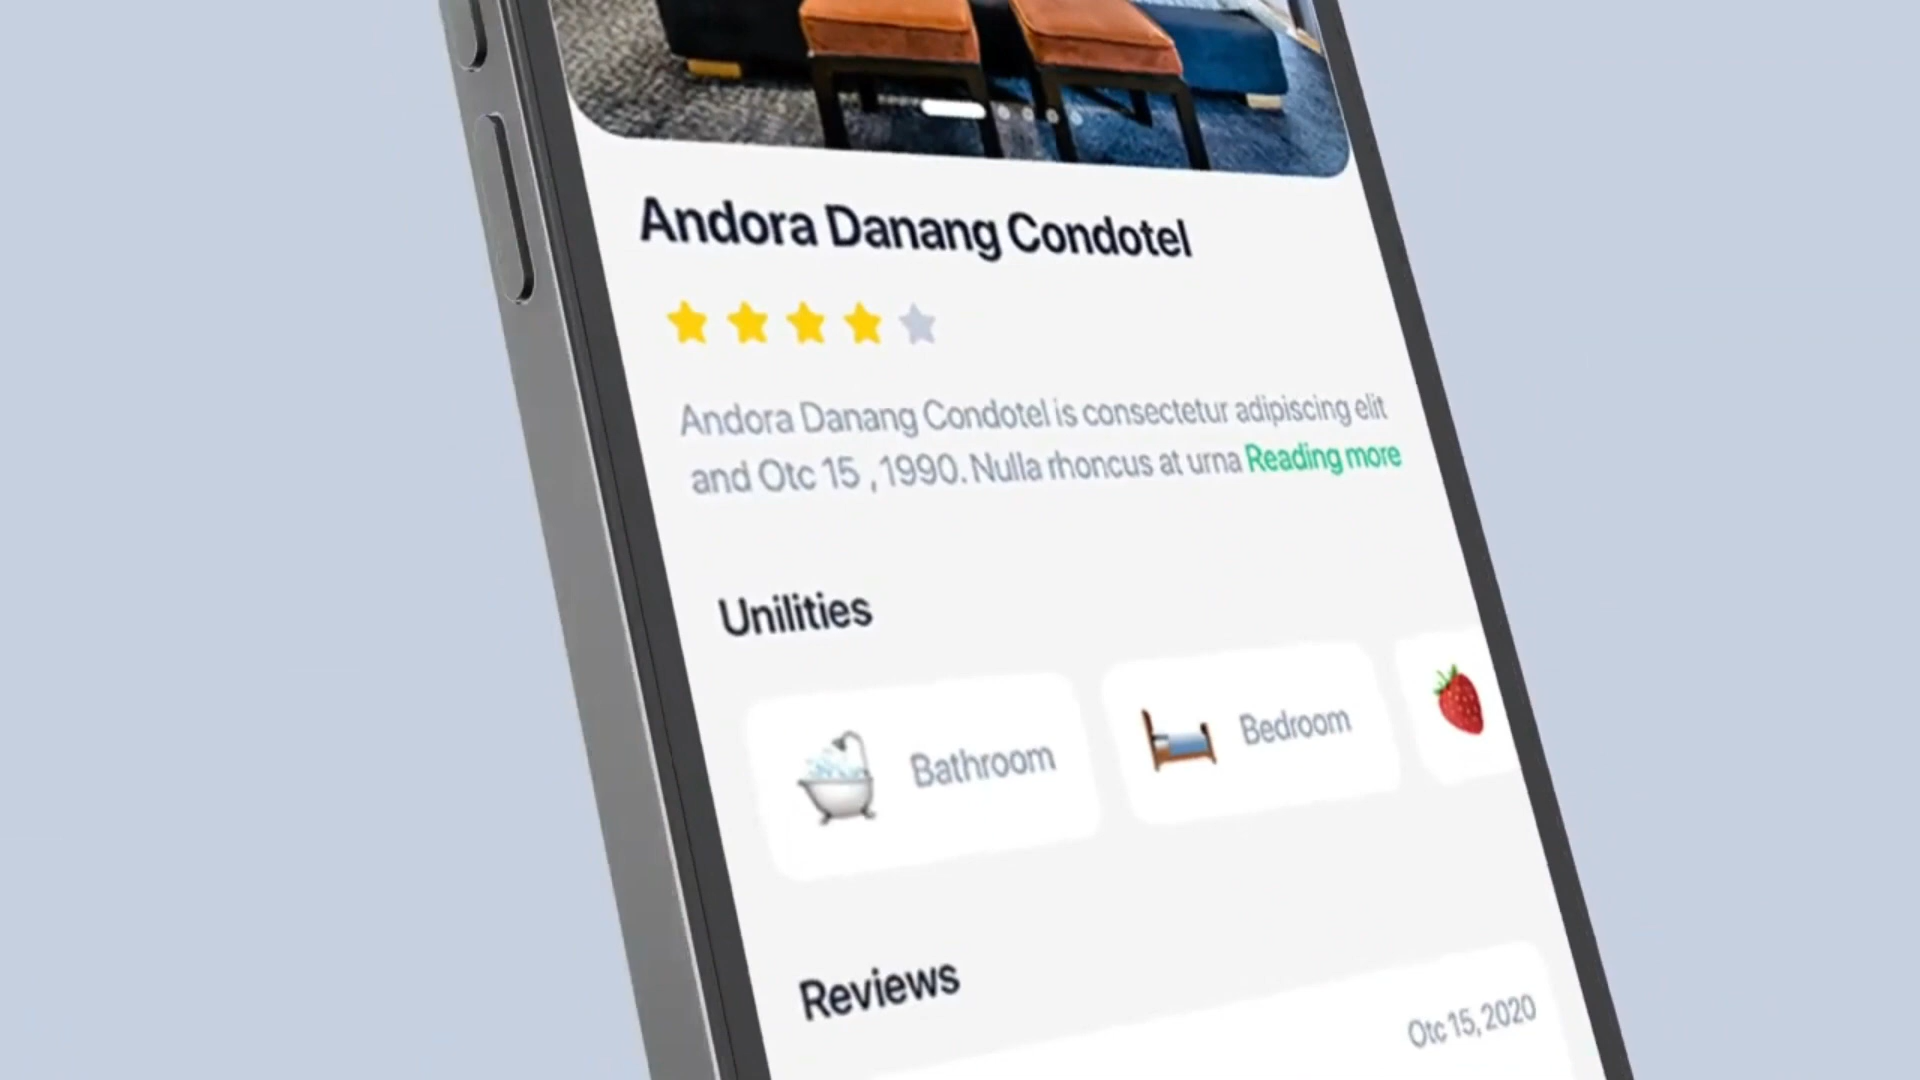 Andora Danang Condotel
Andora Danang Condotel is consectetur adipiscing elit
and Otc 15 , 1990. Nulla rhoncus at urna Reading more
Unilities
Bathroom
Bedroom
Reviews
Otc 15, 2020